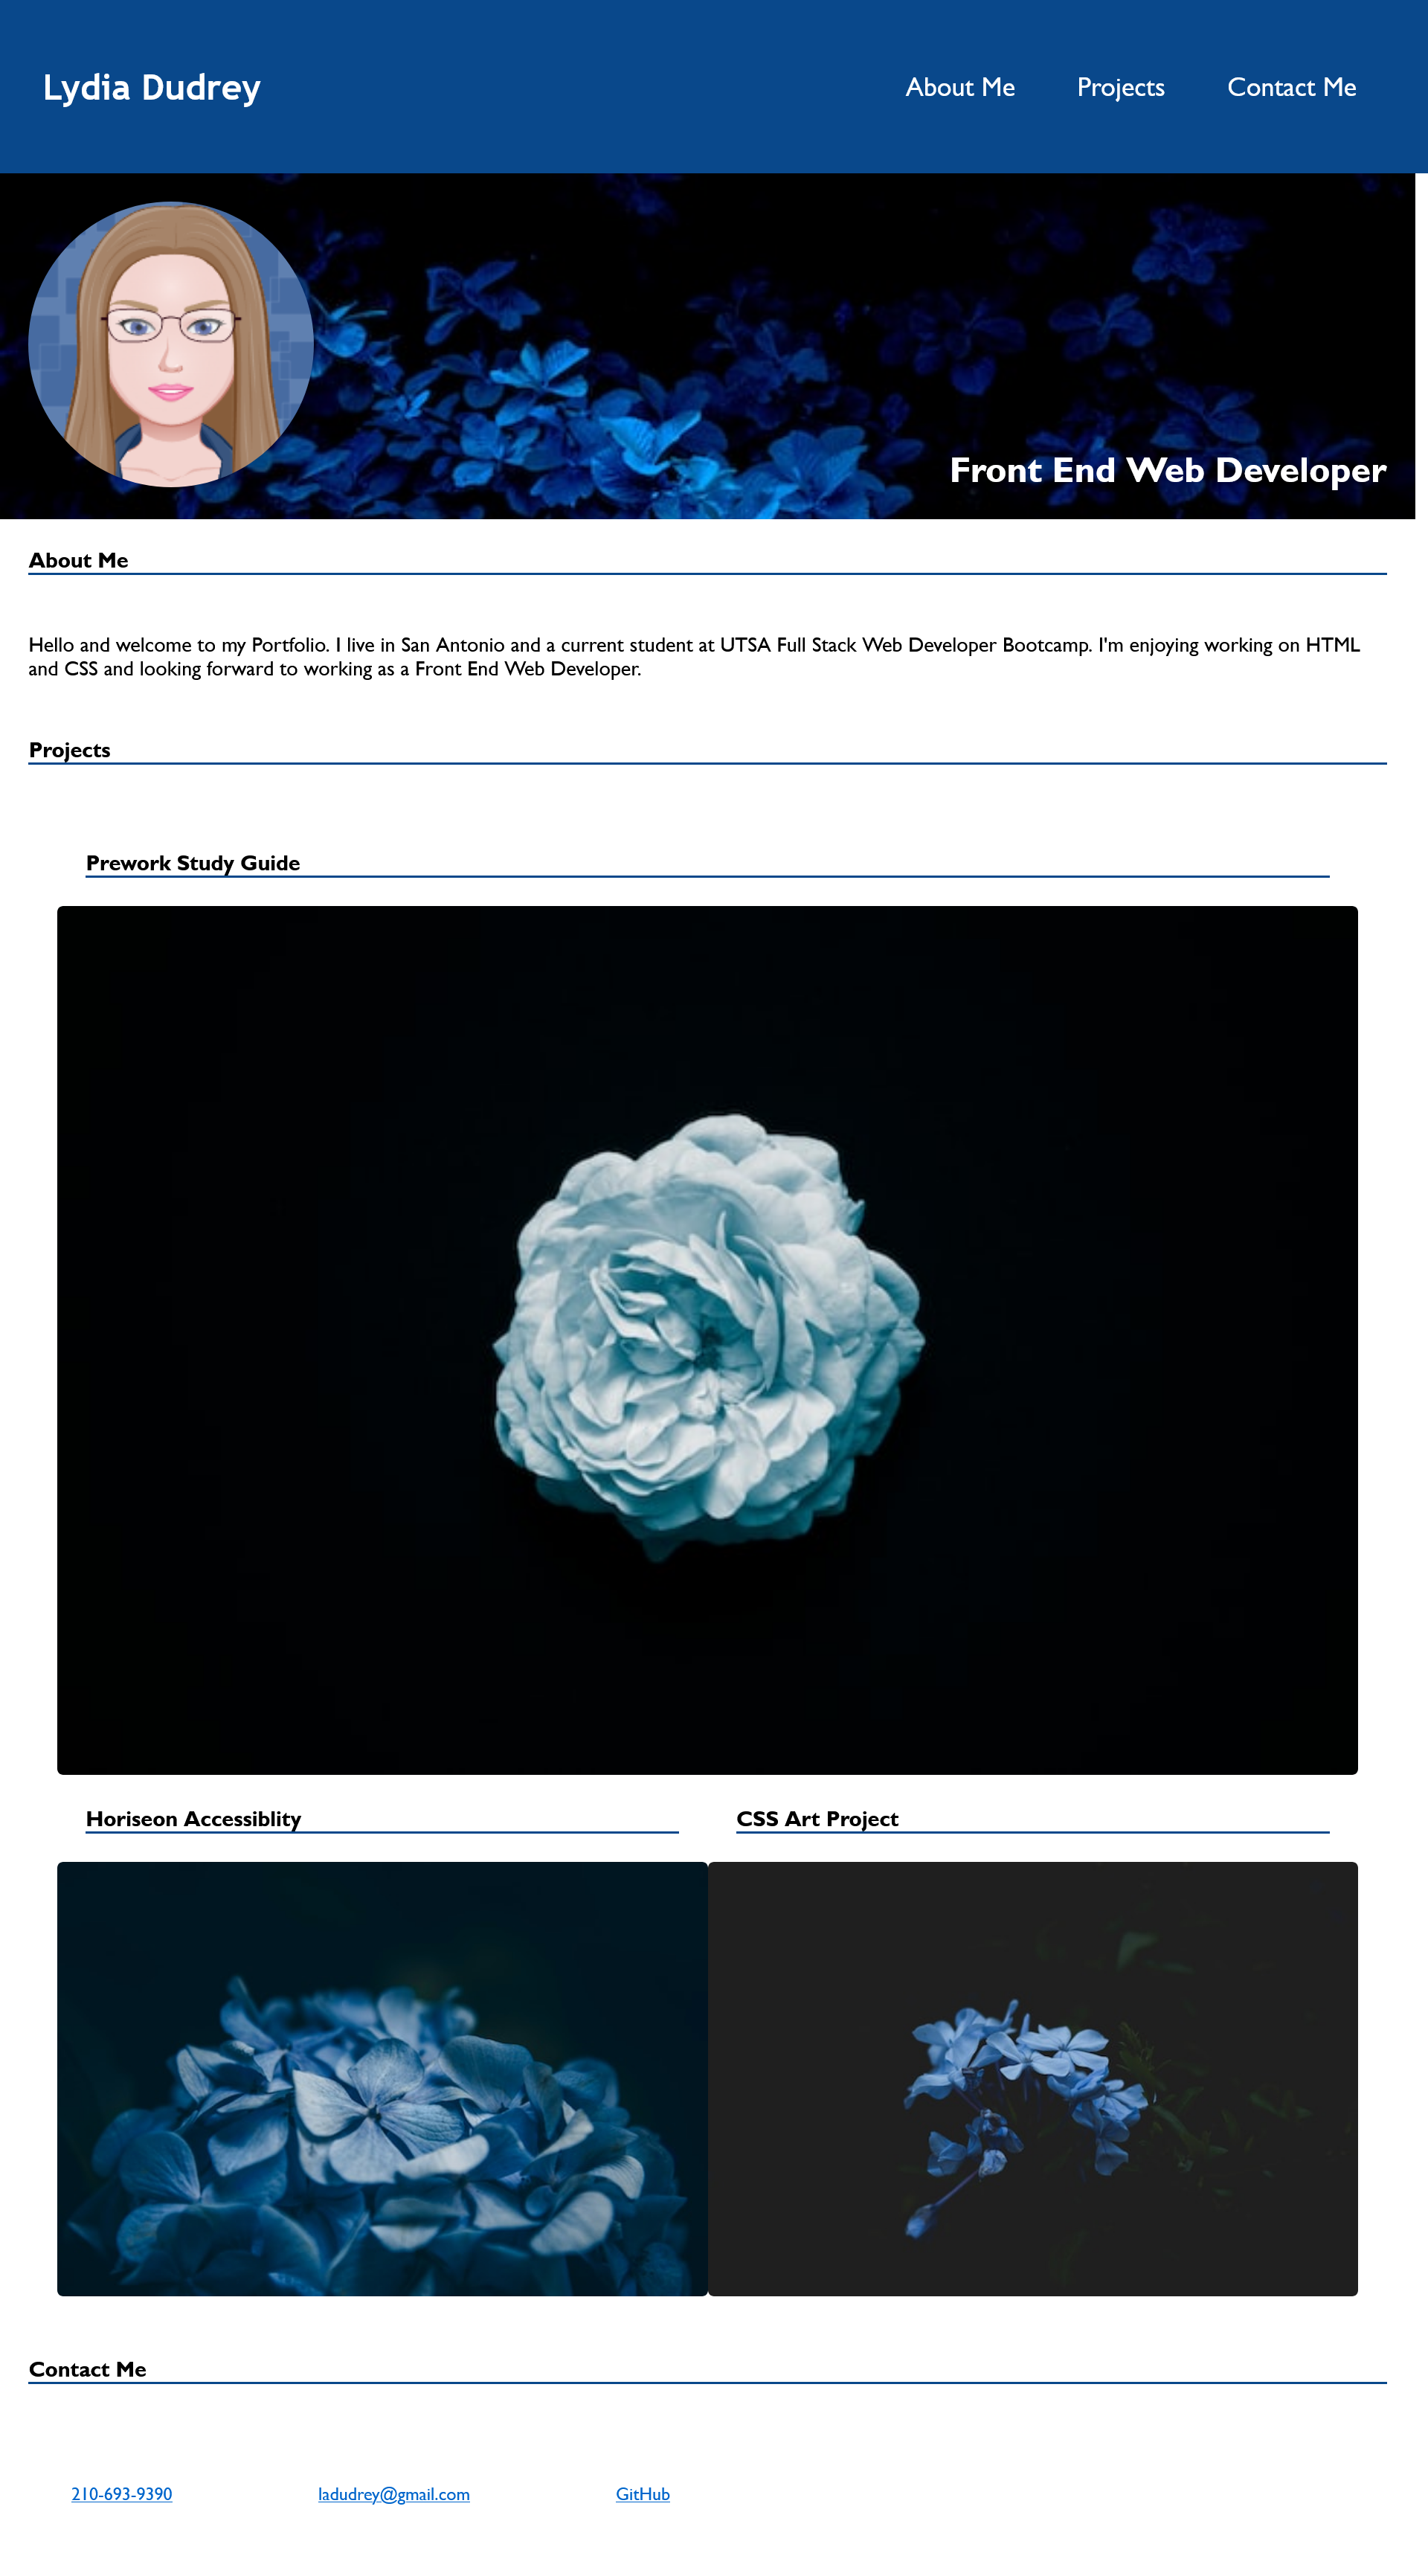 Lydia Dudrey
About Me
Projects
Contact Me
Front End Web Developer
About Me
Hello and welcome to my Portfolio. I live in San Antonio and a current student at UTSA Full Stack Web Developer Bootcamp. I'm enjoying working on HTML
and CSS and looking forward to working as a Front End Web Developer.
Projects
Prework Study Guide
Horiseon Accessiblity
CSS Art Project
Contact Me
210-693-9390
ladudrey@gmail.com
GitHub